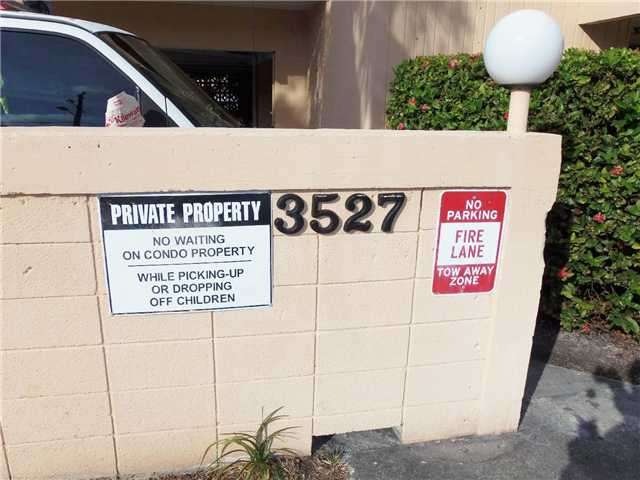 PRIVATE PROPERTY
NO WAITING
ON CONDO PROPERTY
WHILE PICKING-UP
OR DROPPING
OFF CHILDREN
3527
NO
PARKING
FIRE
LANE
TOW AWAY
ZONE